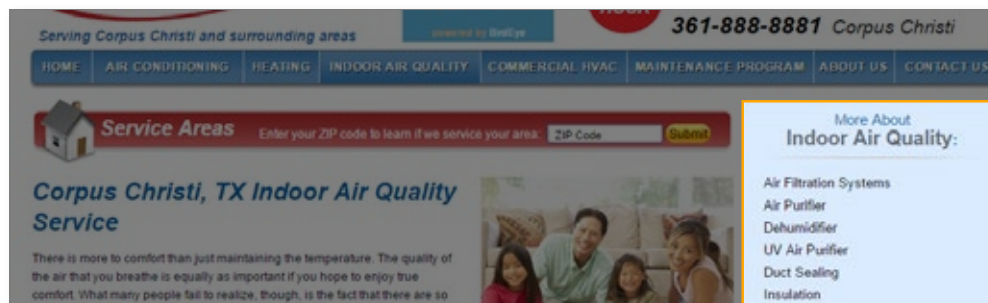 HOUR
361-888-8881 Corpus Christi
Serving Corpus Christi and surrounding areas
powered by BirdEye
HOME AIR CONDITIONING HEATING INDOOR AIR QUALITY COMMERCIAL HVAC MAINTENANCE PROGRAM ABOUT US CONTACT US
Service Areas Enter your ZIP code to learn if we service your area: ZIP Code Submit
Corpus Christi, TX Indoor Air Quality
Service
There is more to comfort than just maintaining the temperature. The quality of
the air that you breathe is equally as important if you hope to enjoy true
comfort. What many people fail to realize, though, is the fact that there are so
More About
Indoor Air Quality:
Air Filtration Systems
Air Purifier
Dehumidifier
UV Air Purifier
Duct Sealing
Insulation